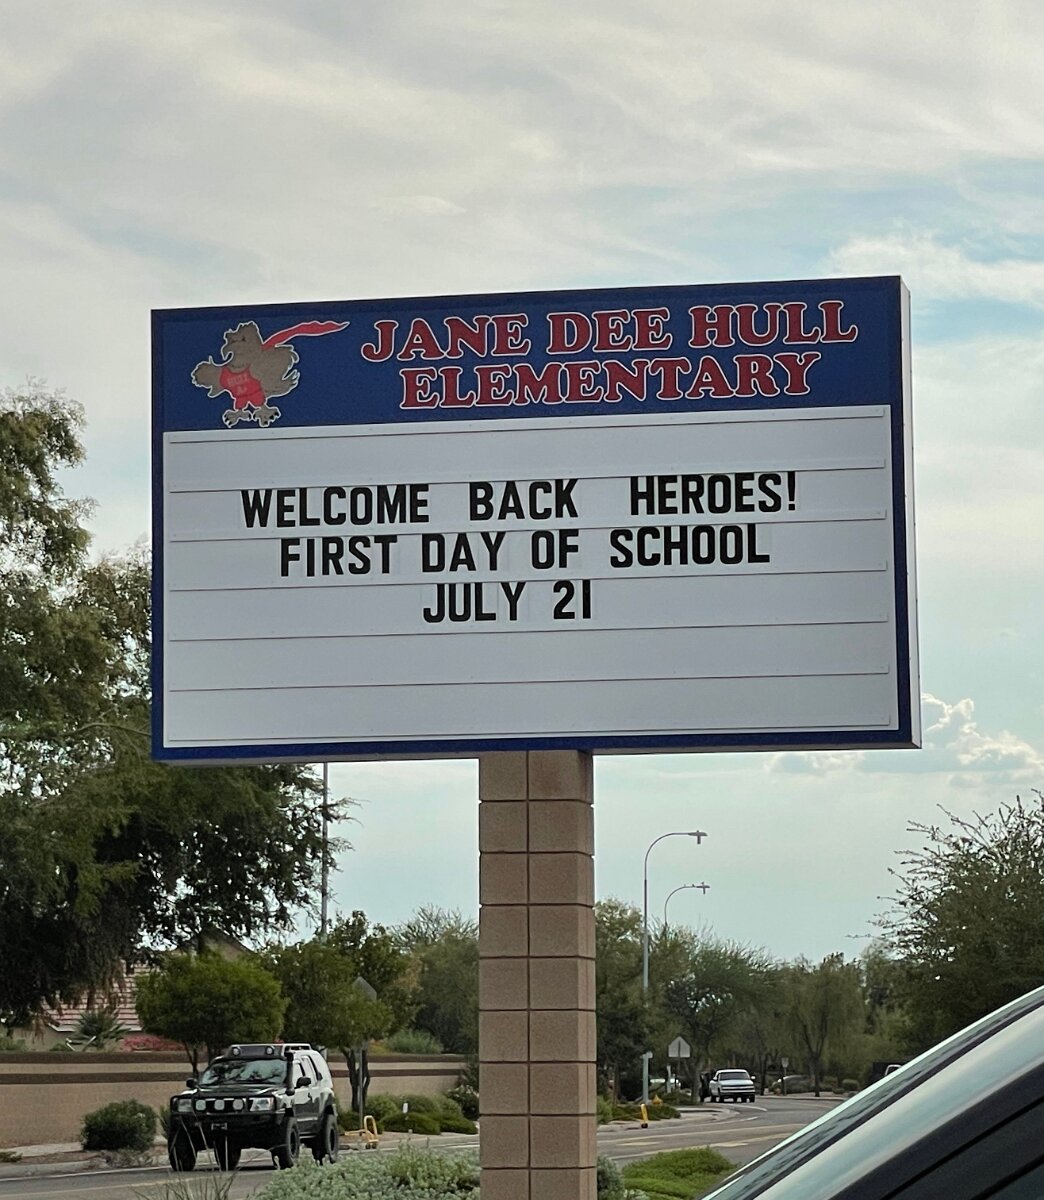 JANE DEE HULL
ELEMENTARY
WELCOME BACK HEROES!
FIRST DAY OF SCHOOL
JULY 21